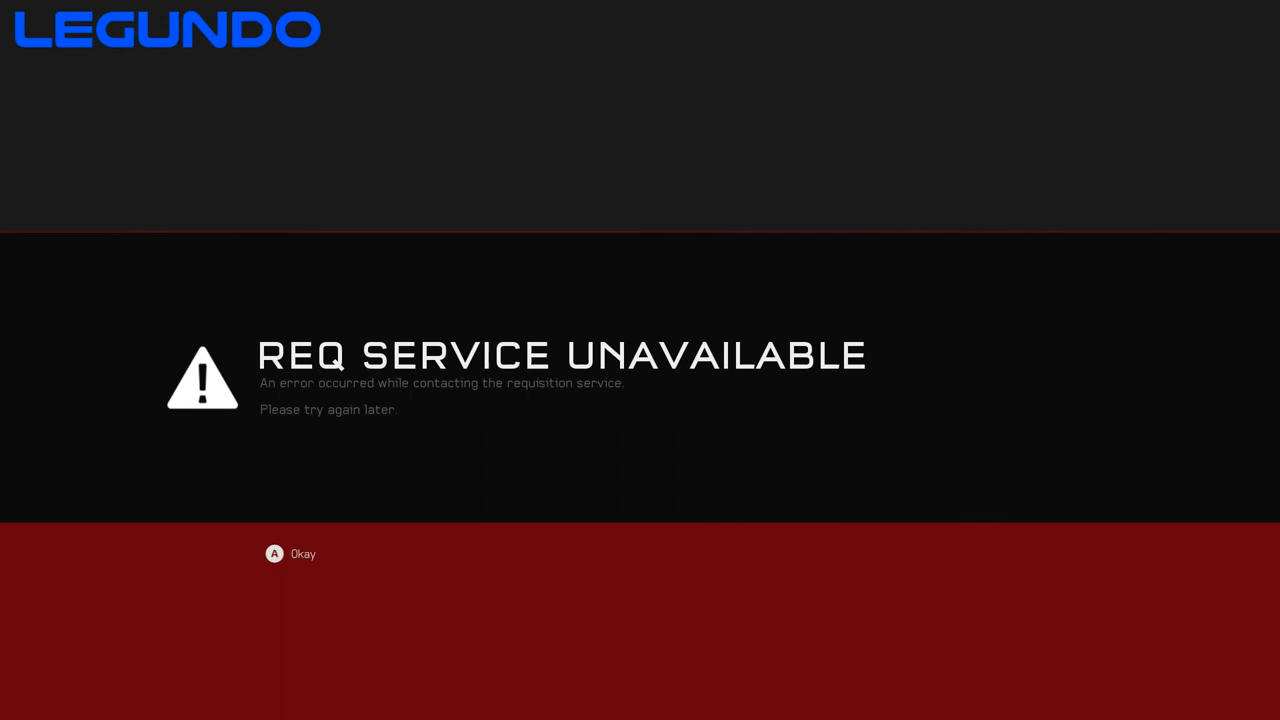 LEGUNDO
REQ SERVICE UNAVAILABLE
An error occurred while contacting the requisition service.
Please try again later.
A Okay